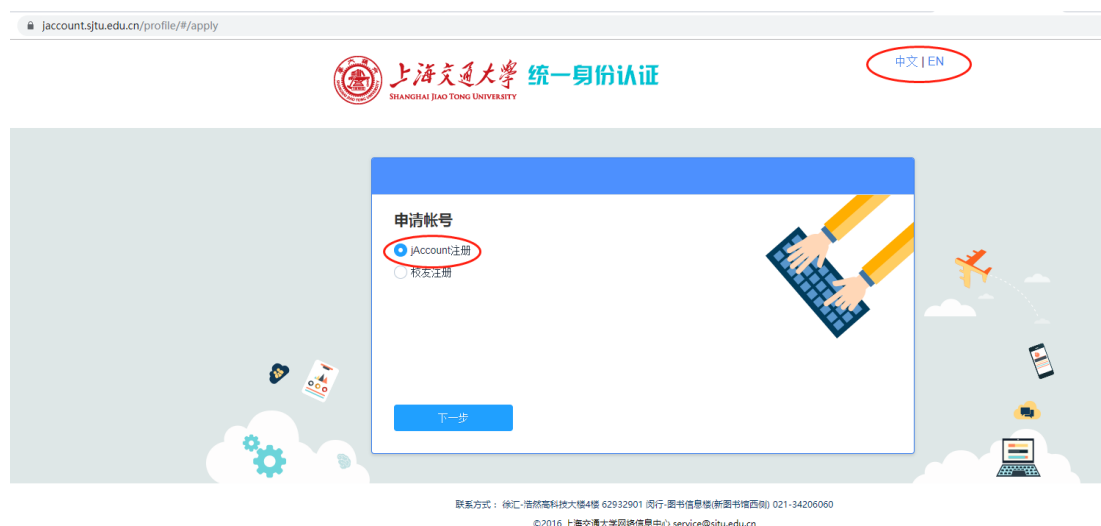 jaccount.sjtu.edu.cn/profile/#/apply
中文 | EN
上海交通大学 统一身份认证
SHANGHAI JIAO TONG UNIVERSITY
申请帐号
jAccount注册
校友注册
下一步
联系方式： 徐汇-浩然高科技大楼4楼 62932901 闵行-图书信息楼(新图书馆西侧) 021-34206060
©2016 上海交通大学网络信息中心 service@sjtu.edu.cn